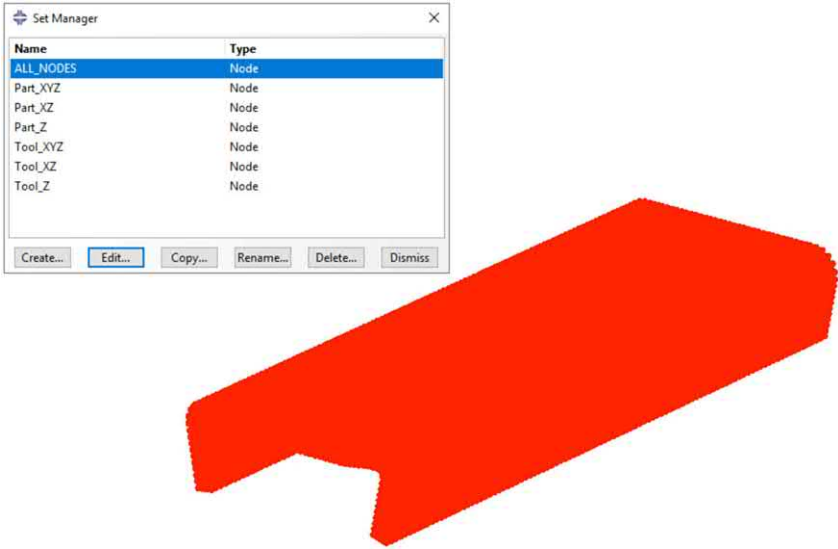 Set Manager
Name Type
ALL_NODES Node
Part_XYZ Node
Part_XZ Node
Part_Z Node
Tool_XYZ Node
Tool_XZ Node
Tool_Z Node
Create... Edit... Copy... Rename... Delete... Dismiss